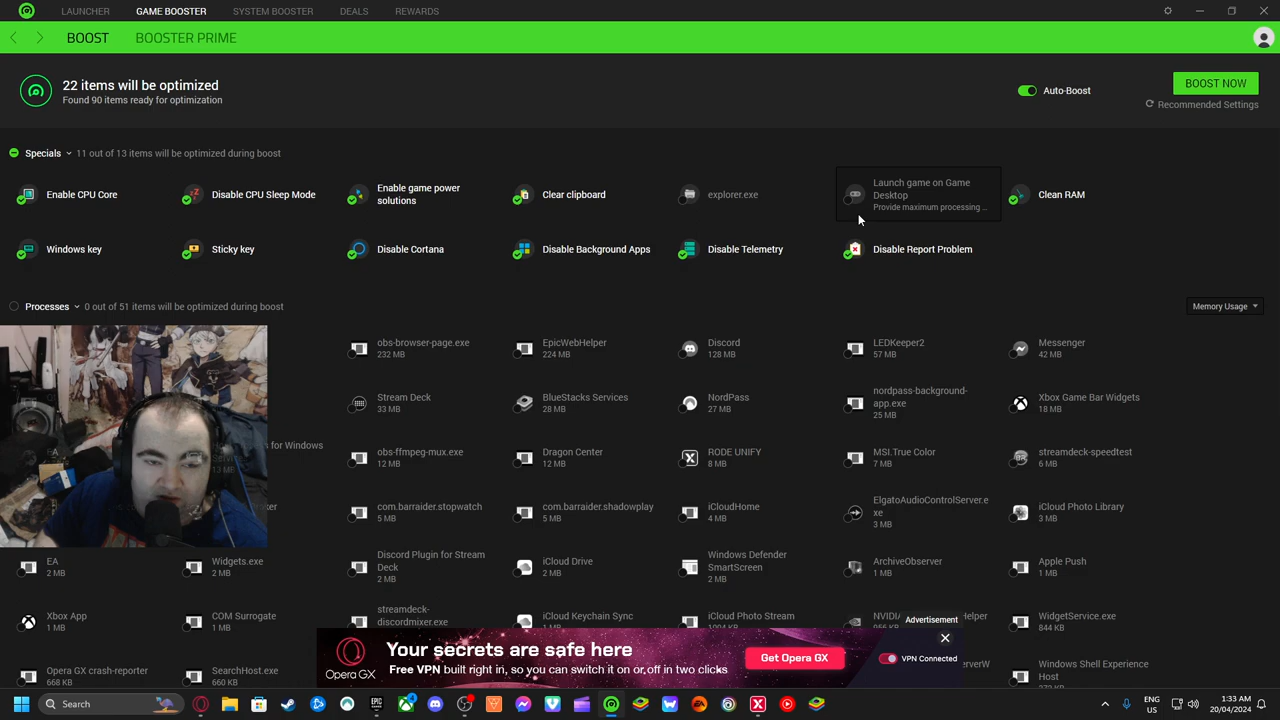 LAUNCHER GAME BOOSTER SYSTEM BOOSTER DEALS REWARDS
BOOST BOOSTER PRIME
22 items will be optimized
Found 90 items ready for optimization
Auto-Boost
BOOST NOW
Recommended Settings
Specials 11 out of 13 items will be optimized during boost
Enable CPU Core
Disable CPU Sleep Mode
Enable game power
solutions
Clear clipboard
explorer.exe
Launch game on Game
Desktop
Provide maximum processing ...
Clean RAM
Windows key
Sticky key
Disable Cortana
Disable Background Apps
Disable Telemetry
Disable Report Problem
Processes 0 out of 51 items will be optimized during boost
Memory Usage
obs-browser-page.exe
232 MB
EpicWebHelper
224 MB
Discord
128 MB
LEDKeeper2
57 MB
Messenger
42 MB
Stream Deck
33 MB
BlueStacks Services
28 MB
NordPass
27 MB
nordpass-background-
app.exe
25 MB
Xbox Game Bar Widgets
18 MB
for Windows
obs-ffmpeg-mux.exe
12 MB
Dragon Center
12 MB
RODE UNIFY
8 MB
MSI.True Color
7 MB
streamdeck-speedtest
6 MB
com.barraider.stopwatch
5 MB
com.barraider.shadowplay
5 MB
iCloudHome
4 MB
ElgatoAudioControlServer.e
xe
3 MB
iCloud Photo Library
3 MB
EA
2 MB
Widgets.exe
2 MB
Discord Plugin for Stream
Deck
2 MB
iCloud Drive
2 MB
Windows Defender
SmartScreen
2 MB
ArchiveObserver
1 MB
Apple Push
1 MB
Xbox App
1 MB
COM Surrogate
1 MB
streamdeck-
discordmixer.exe
iCloud Keychain Sync
iCloud Photo Stream
WidgetService.exe
844 KB
Advertisement
Opera GX
Your secrets are safe here
Free VPN built right in, so you can switch it on or off in two clicks
Get Opera GX
VPN Connected
Opera GX crash-reporter
668 KB
SearchHost.exe
660 KB
Windows Shell Experience
Host
Search
ENG
US
1:33 AM
20/04/2024